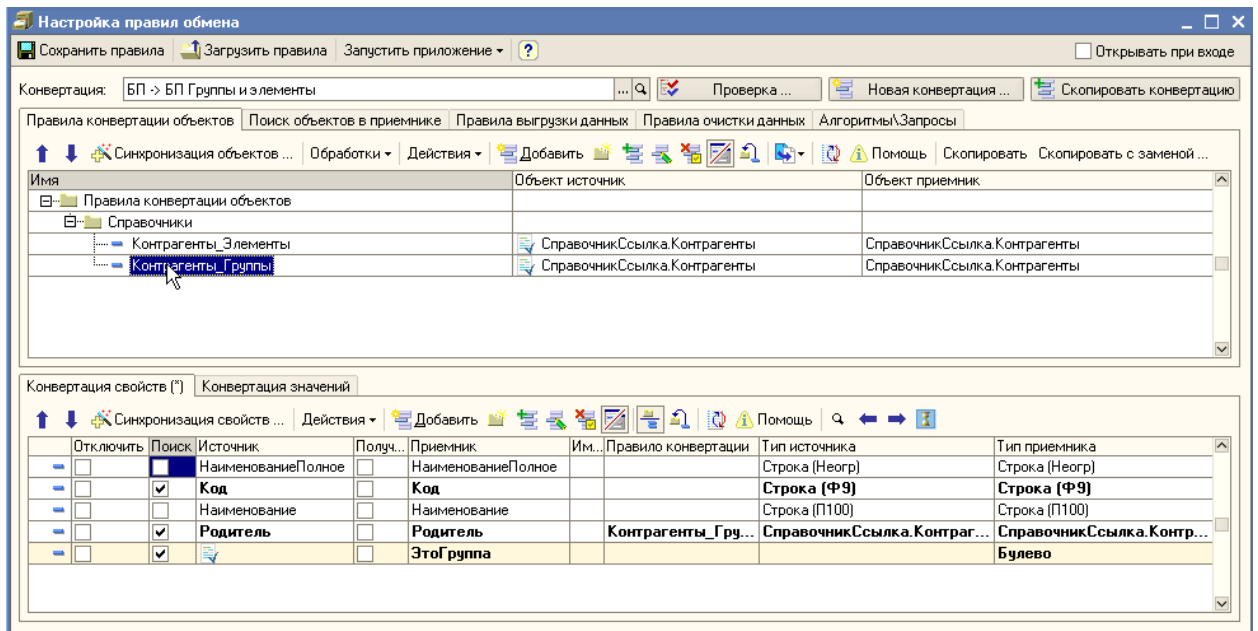 Настройка правил обмена
Сохранить правила Загрузить правила Запустить приложение ? Открывать при входе
Конвертация: БП -> БП Группы и элементы ... Проверка ... Новая конвертация ... Скопировать конвертацию
Правила конвертации объектов Поиск объектов в приемнике Правила выгрузки данных Правила очистки данных Алгоритмы\Запросы
Синхронизация объектов ... Обработки Действия Добавить Помощь Скопировать Скопировать с заменой ...
Имя Объект источник Объект приемник
Правила конвертации объектов
Справочники
Контрагенты_Элементы СправочникСсылка.Контрагенты СправочникСсылка.Контрагенты
Контрагенты_Группы СправочникСсылка.Контрагенты СправочникСсылка.Контрагенты
Конвертация свойств (*) Конвертация значений
Синхронизация свойств ... Действия Добавить Помощь
Отключить Поиск Источник Получ... Приемник Им... Правило конвертации Тип источника Тип приемника
НаименованиеПолное НаименованиеПолное Строка (Неогр) Строка (Неогр)
Код Код Строка (Ф9) Строка (Ф9)
Наименование Наименование Строка (П100) Строка (П100)
Родитель Родитель Контрагенты_Гру... СправочникСсылка.Контраг... СправочникСсылка.Контр...
ЭтоГруппа Булево